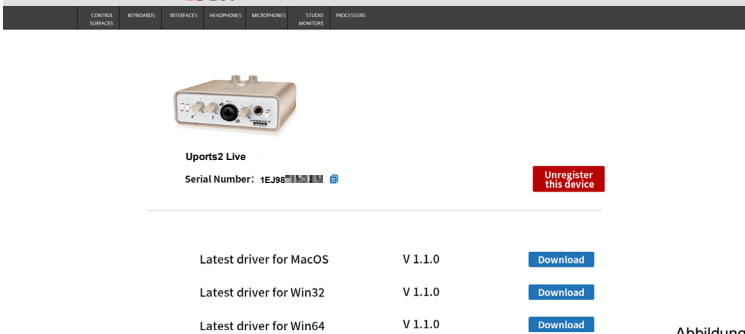 CONTROL SURFACES
KEYBOARDS
INTERFACES
HEADPHONES
MICROPHONES
STUDIO MONITORS
PROCESSORS
Uports2 Live
Serial Number: 1EJ98
Unregister
this device
Latest driver for MacOS V 1.1.0 Download
Latest driver for Win32 V 1.1.0 Download
Latest driver for Win64 V 1.1.0 Download
Abbildung